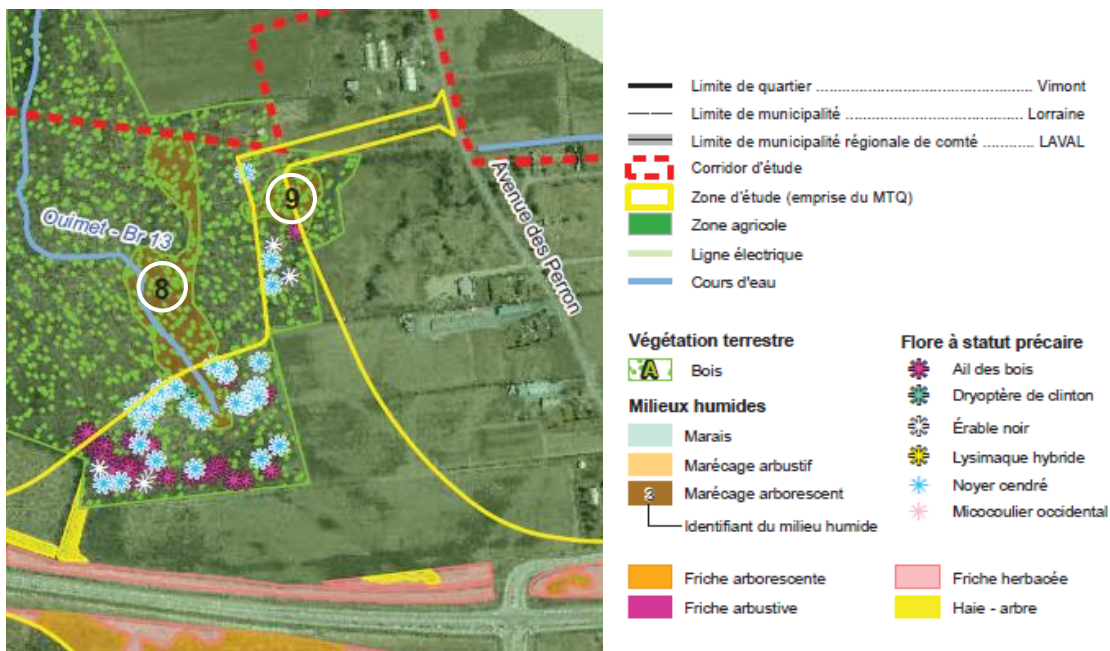 Ouimet - Br 13
8
9
Avenue des Perron
Limite de quartier ........ Vimont
Limite de municipalité ........ Lorraine
Limite de municipalité régionale de comté ........ LAVAL
Corridor d'étude
Zone d'étude (emprise du MTQ)
Zone agricole
Ligne électrique
Cours d'eau
Végétation terrestre
A Bois
Milieux humides
Marais
Marécage arbustif
3 Marécage arborescent
Identifiant du milieu humide
Flore à statut précaire
Ail des bois
Dryoptère de clinton
Érable noir
Lysimaque hybride
Noyer cendré
Micocoulier occidental
Friche arborescente
Friche arbustive
Friche herbacée
Haie - arbre